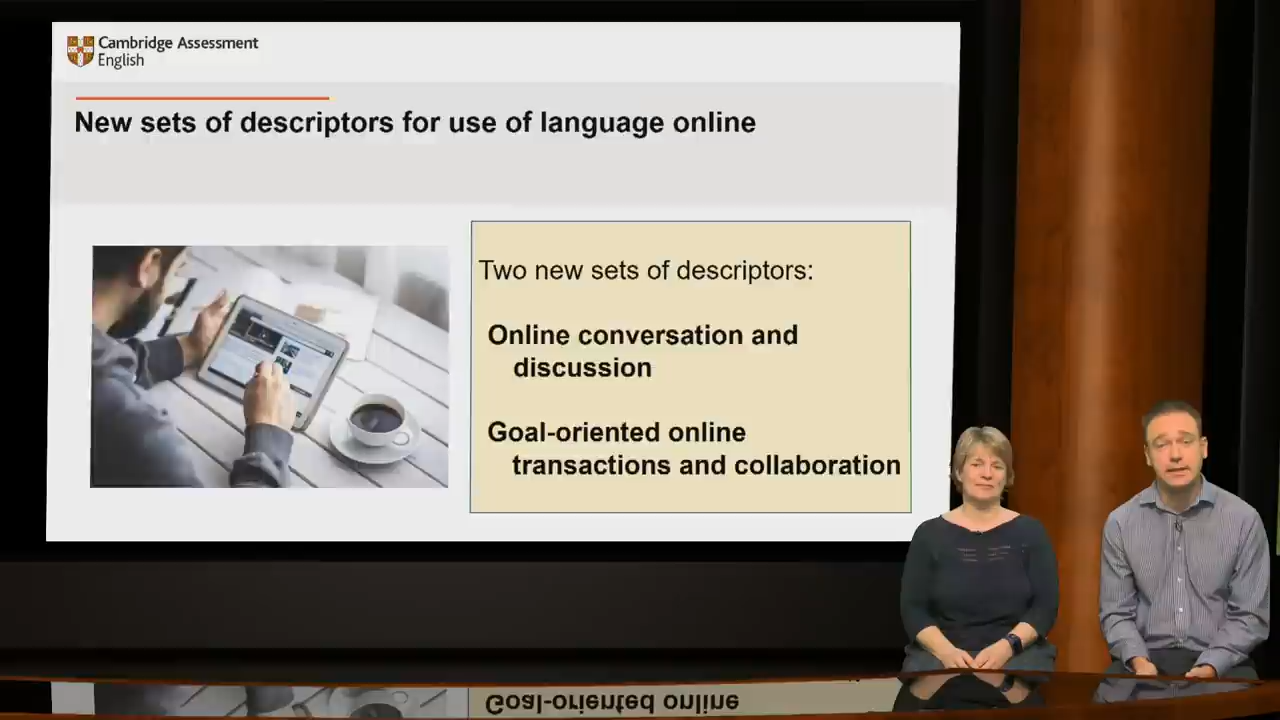 Cambridge Assessment
English
New sets of descriptors for use of language online
Two new sets of descriptors:
Online conversation and
discussion
Goal-oriented online
transactions and collaboration
Goal-oriented online